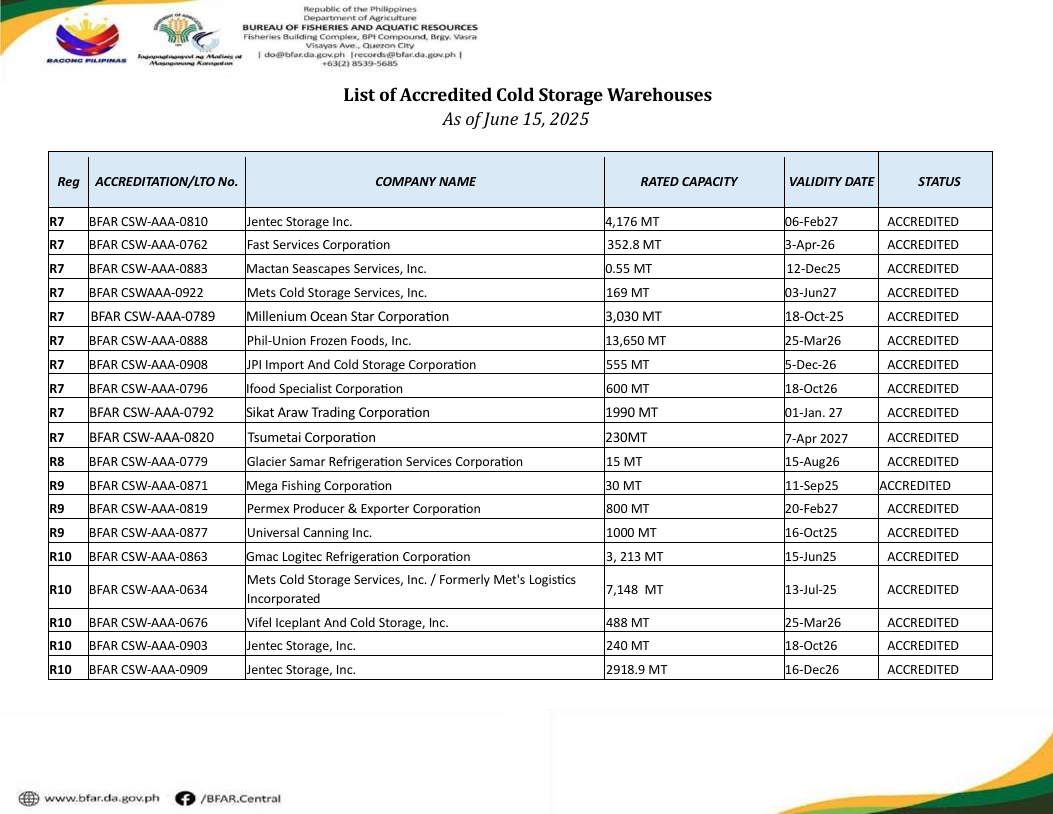 Republic of the Philippines
Department of Agriculture
BUREAU OF FISHERIES AND AQUATIC RESOURCES
Fisheries Building Complex, BPI Compound, Brgy. Vasra
Visayas Ave., Quezon City
| do@bfar.da.gov.ph |records@bfar.da.gov.ph |
+63(2) 8539-5685
BAGONG PILIPINAS
List of Accredited Cold Storage Warehouses
As of June 15, 2025
Reg ACCREDITATION/LTO No. COMPANY NAME RATED CAPACITY VALIDITY DATE STATUS
R7 BFAR CSW-AAA-0810 Jentec Storage Inc. 4,176 MT 06-Feb27 ACCREDITED
R7 BFAR CSW-AAA-0762 Fast Services Corporation 352.8 MT 3-Apr-26 ACCREDITED
R7 BFAR CSW-AAA-0883 Mactan Seascapes Services, Inc. 0.55 MT 12-Dec25 ACCREDITED
R7 BFAR CSWAAA-0922 Mets Cold Storage Services, Inc. 169 MT 03-Jun27 ACCREDITED
R7 BFAR CSW-AAA-0789 Millenium Ocean Star Corporation 3,030 MT 18-Oct-25 ACCREDITED
R7 BFAR CSW-AAA-0888 Phil-Union Frozen Foods, Inc. 13,650 MT 25-Mar26 ACCREDITED
R7 BFAR CSW-AAA-0908 JPI Import And Cold Storage Corporation 555 MT 5-Dec-26 ACCREDITED
R7 BFAR CSW-AAA-0796 Ifood Specialist Corporation 600 MT 18-Oct26 ACCREDITED
R7 BFAR CSW-AAA-0792 Sikat Araw Trading Corporation 1990 MT 01-Jan. 27 ACCREDITED
R7 BFAR CSW-AAA-0820 Tsumetai Corporation 230MT 7-Apr 2027 ACCREDITED
R8 BFAR CSW-AAA-0779 Glacier Samar Refrigeration Services Corporation 15 MT 15-Aug26 ACCREDITED
R9 BFAR CSW-AAA-0871 Mega Fishing Corporation 30 MT 11-Sep25 ACCREDITED
R9 BFAR CSW-AAA-0819 Permex Producer & Exporter Corporation 800 MT 20-Feb27 ACCREDITED
R9 BFAR CSW-AAA-0877 Universal Canning Inc. 1000 MT 16-Oct25 ACCREDITED
R10 BFAR CSW-AAA-0863 Gmac Logitec Refrigeration Corporation 3, 213 MT 15-Jun25 ACCREDITED
R10 BFAR CSW-AAA-0634 Mets Cold Storage Services, Inc. / Formerly Met's Logistics
Incorporated 7,148 MT 13-Jul-25 ACCREDITED
R10 BFAR CSW-AAA-0676 Vifel Iceplant And Cold Storage, Inc. 488 MT 25-Mar26 ACCREDITED
R10 BFAR CSW-AAA-0903 Jentec Storage, Inc. 240 MT 18-Oct26 ACCREDITED
R10 BFAR CSW-AAA-0909 Jentec Storage, Inc. 2918.9 MT 16-Dec26 ACCREDITED
www.bfar.da.gov.ph /BFAR.Central